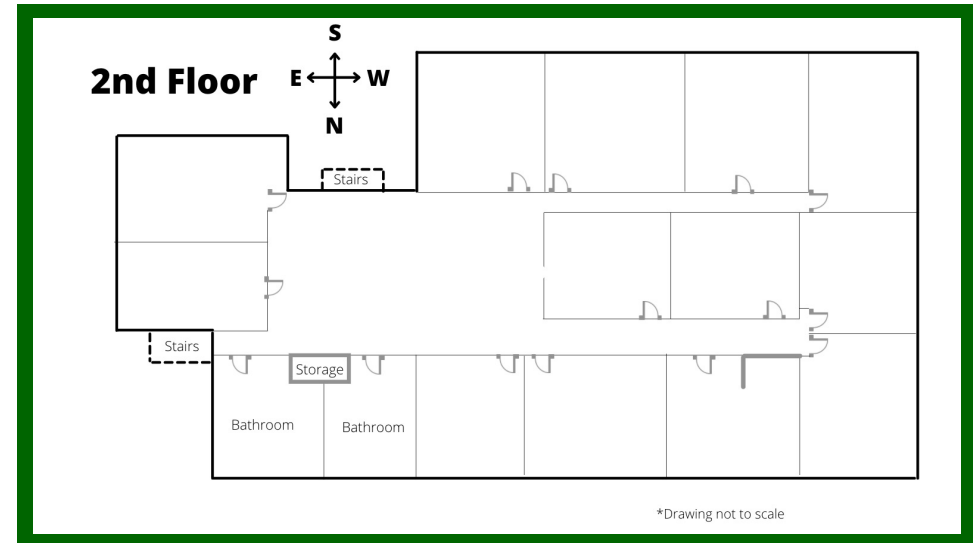 S
2nd Floor
E W
N
Stairs
Stairs
Storage
Bathroom
Bathroom
*Drawing not to scale